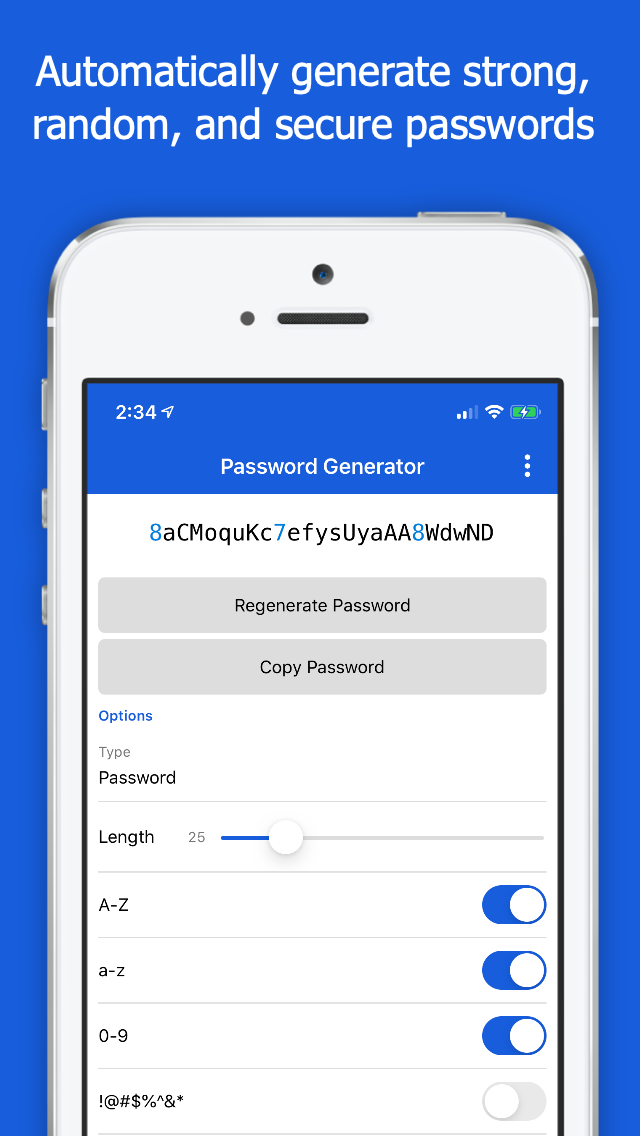 Automatically generate strong,
random, and secure passwords
2:34
Password Generator
8aCMoquKc7efysUyaAA8WdwND
Regenerate Password
Copy Password
Options
Type
Password
Length 25
A-Z
a-z
0-9
!@#$%^&*